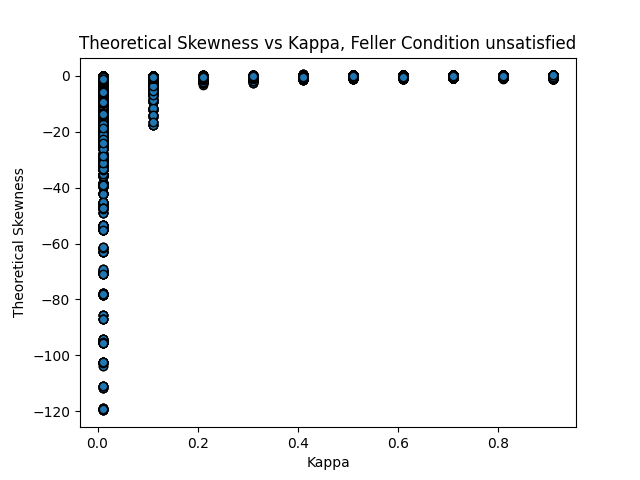 Theoretical Skewness vs Kappa, Feller Condition unsatisfied
0
−20
−40
−60
−80
−100
−120
Theoretical Skewness
0.0 0.2 0.4 0.6 0.8
Kappa